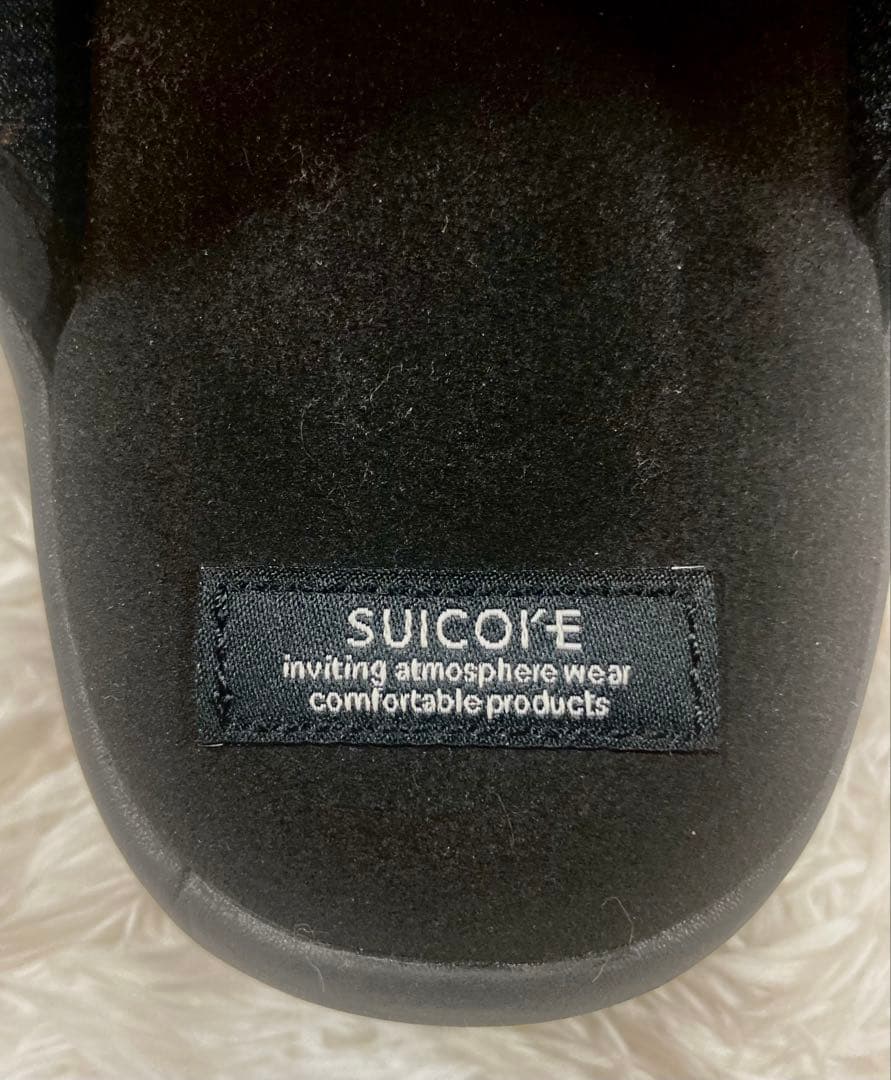 SUICOKE
inviting atmosphere wear
comfortable products